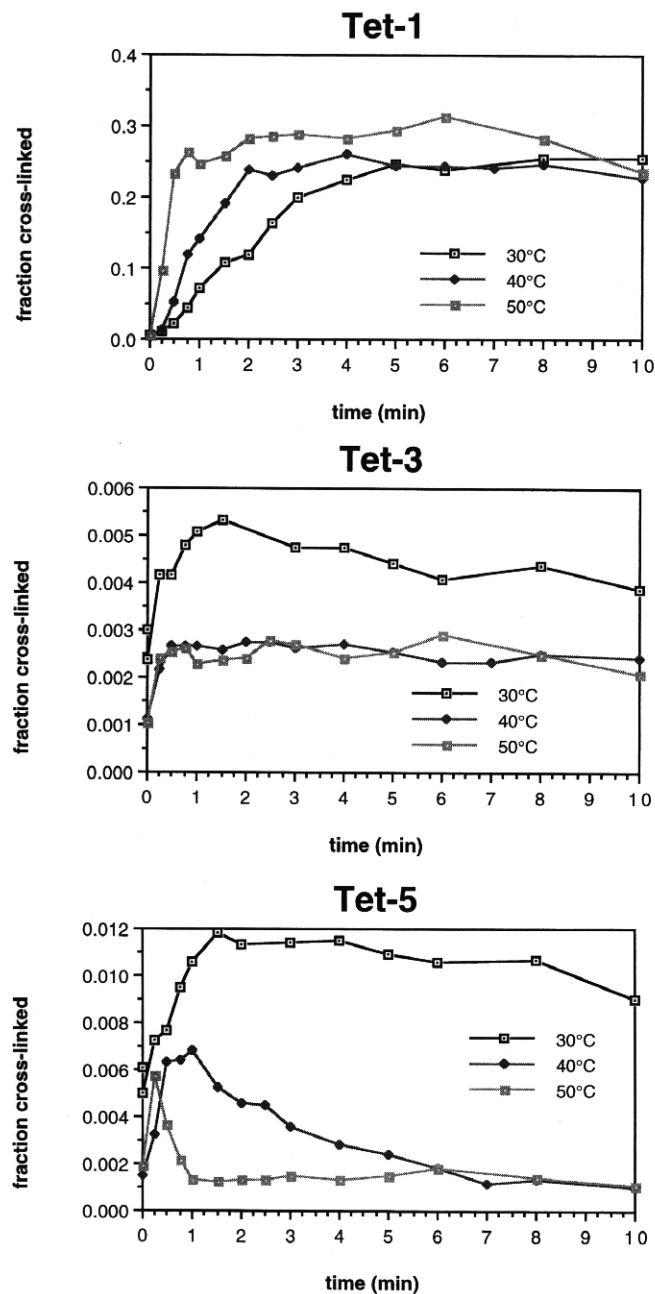 Tet-1
0.4
0.3
0.2
0.1
0.0
fraction cross-linked
30°C
40°C
50°C
0 1 2 3 4 5 6 7 8 9 10
time (min)
Tet-3
0.006
0.005
0.004
0.003
0.002
0.001
0.000
fraction cross-linked
30°C
40°C
50°C
0 1 2 3 4 5 6 7 8 9 10
time (min)
Tet-5
0.012
0.010
0.008
0.006
0.004
0.002
0.000
fraction cross-linked
30°C
40°C
50°C
0 1 2 3 4 5 6 7 8 9 10
time (min)